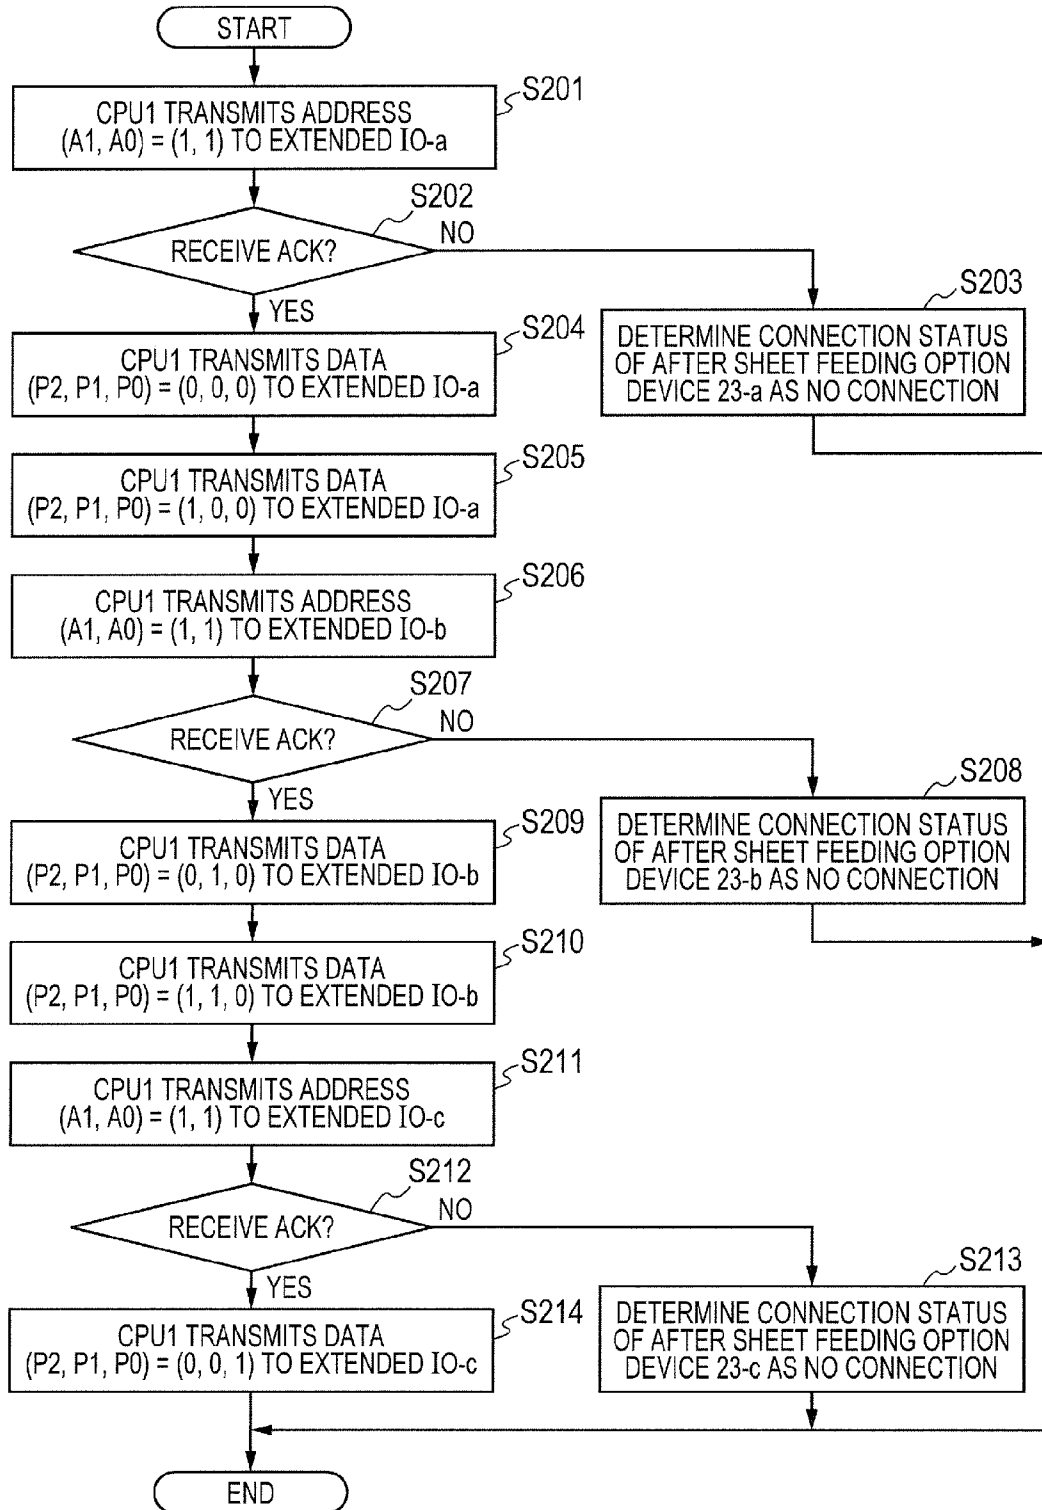 START
S201
CPU1 TRANSMITS ADDRESS
(A1, A0) = (1, 1) TO EXTENDED IO-a
S202
RECEIVE ACK?
NO
YES
S203
DETERMINE CONNECTION STATUS
OF AFTER SHEET FEEDING OPTION
DEVICE 23-a AS NO CONNECTION
S204
CPU1 TRANSMITS DATA
(P2, P1, P0) = (0, 0, 0) TO EXTENDED IO-a
S205
CPU1 TRANSMITS DATA
(P2, P1, P0) = (1, 0, 0) TO EXTENDED IO-a
S206
CPU1 TRANSMITS ADDRESS
(A1, A0) = (1, 1) TO EXTENDED IO-b
S207
RECEIVE ACK?
NO
YES
S208
DETERMINE CONNECTION STATUS
OF AFTER SHEET FEEDING OPTION
DEVICE 23-b AS NO CONNECTION
S209
CPU1 TRANSMITS DATA
(P2, P1, P0) = (0, 1, 0) TO EXTENDED IO-b
S210
CPU1 TRANSMITS DATA
(P2, P1, P0) = (1, 1, 0) TO EXTENDED IO-b
S211
CPU1 TRANSMITS ADDRESS
(A1, A0) = (1, 1) TO EXTENDED IO-c
S212
RECEIVE ACK?
NO
YES
S213
DETERMINE CONNECTION STATUS
OF AFTER SHEET FEEDING OPTION
DEVICE 23-c AS NO CONNECTION
S214
CPU1 TRANSMITS DATA
(P2, P1, P0) = (0, 0, 1) TO EXTENDED IO-c
END